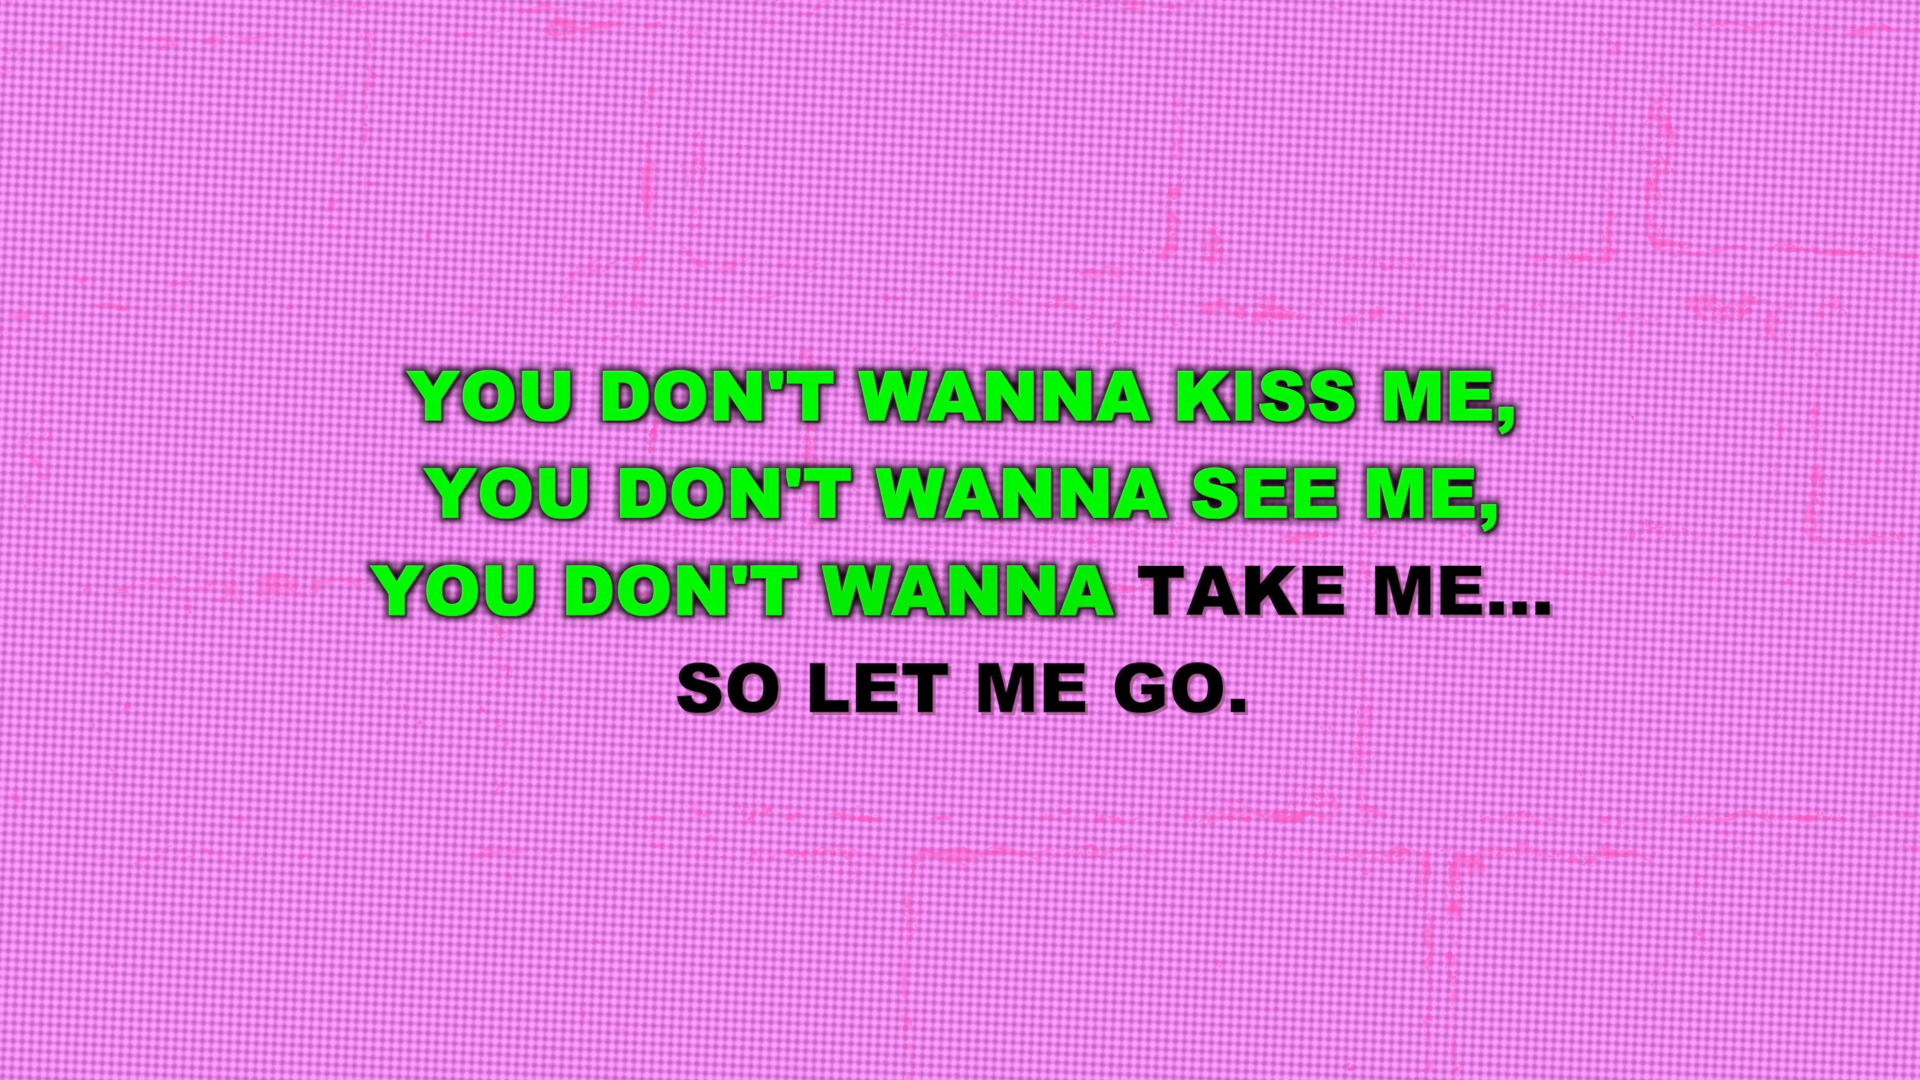 YOU DON'T WANNA KISS ME,
YOU DON'T WANNA SEE ME,
YOU DON'T WANNA TAKE ME...
SO LET ME GO.